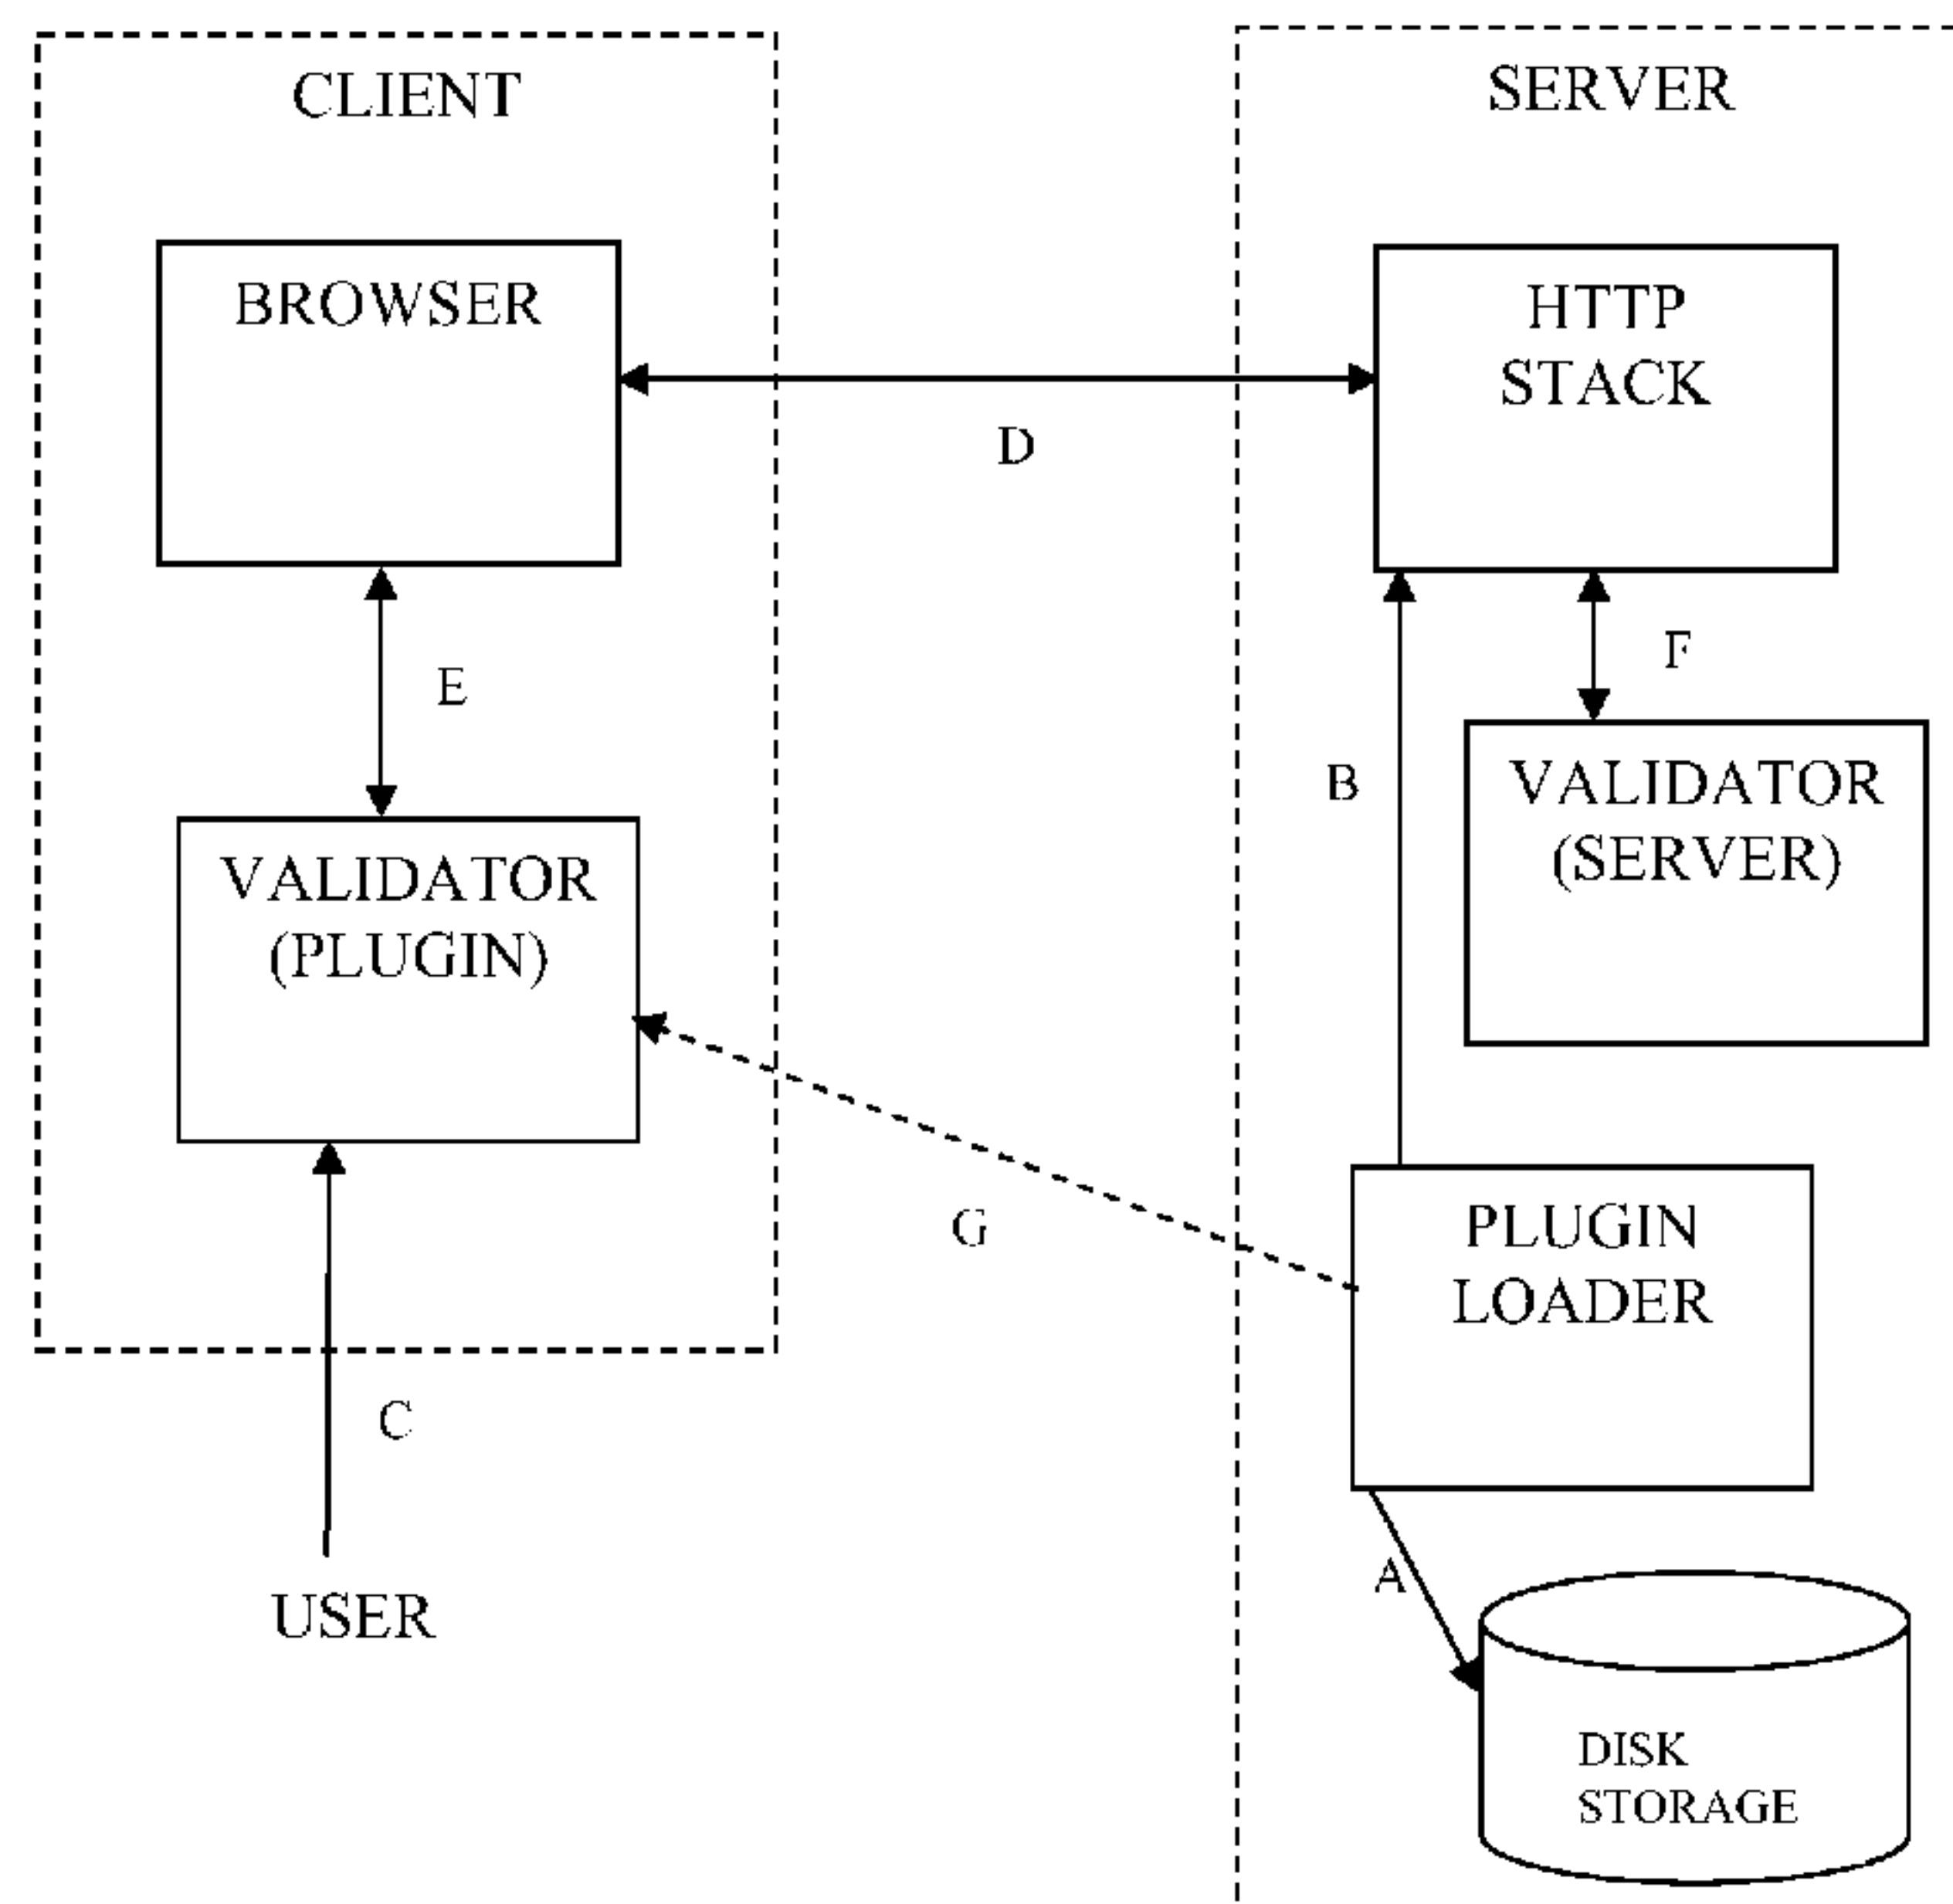 CLIENT
SERVER
BROWSER
HTTP
STACK
D
E
F
B
VALIDATOR
(SERVER)
VALIDATOR
(PLUGIN)
G
PLUGIN
LOADER
C
A
USER
DISK
STORAGE